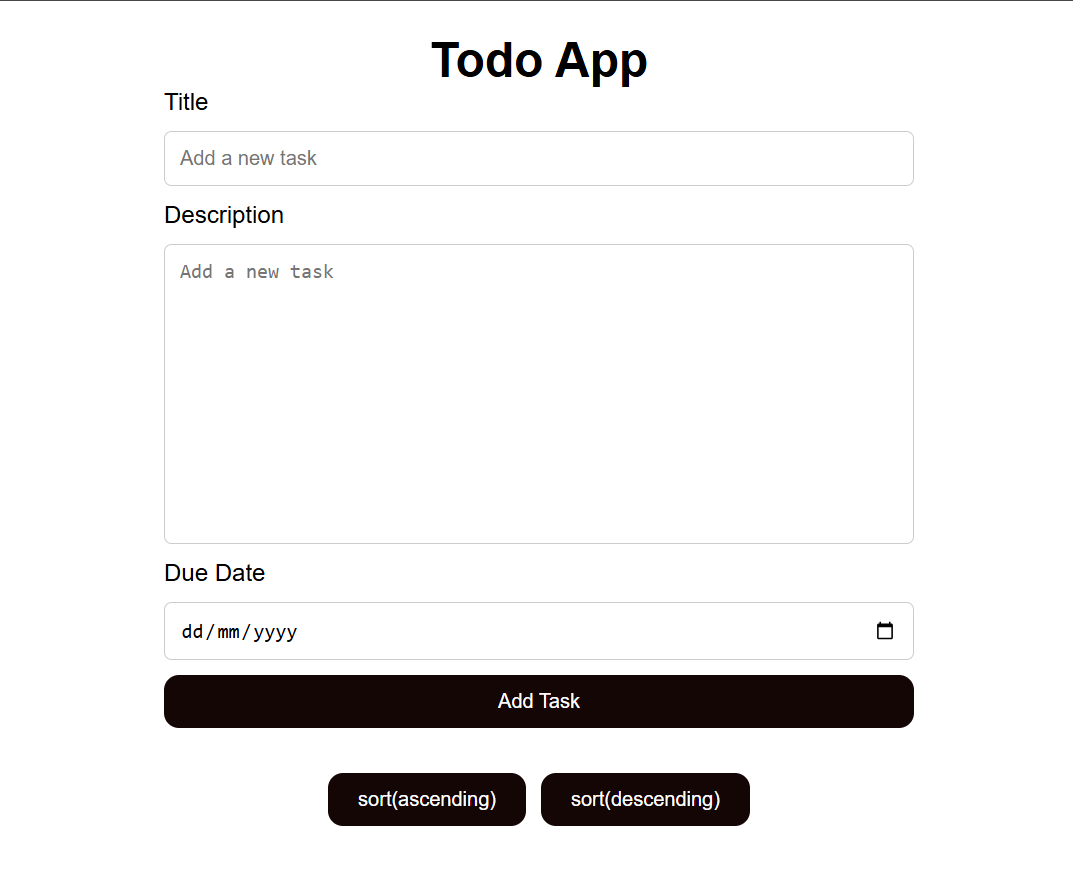 Todo App
Title
Add a new task
Description
Add a new task
Due Date
dd/mm/yyyy
Add Task
sort(ascending) sort(descending)